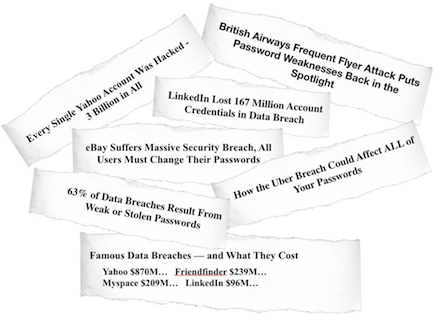 British Airways Frequent Flyer Attack Puts
Password Weaknesses Back in the
Spotlight
Every Single Yahoo Account Was Hacked -
3 Billion in All
LinkedIn Lost 167 Million Account
Credentials in Data Breach
eBay Suffers Massive Security Breach, All
Users Must Change Their Passwords
How the Uber Breach Could Affect ALL of
Your Passwords
63% of Data Breaches Result From
Weak or Stolen Passwords
Famous Data Breaches — and What They Cost
Yahoo $870M… Friendfinder $239M…
Myspace $209M… LinkedIn $96M…